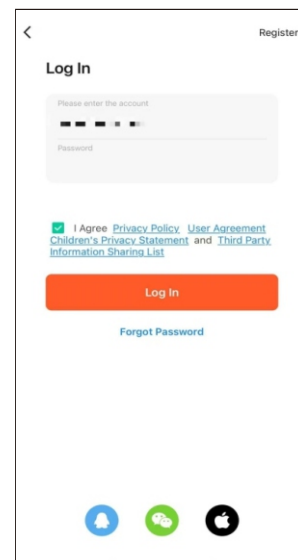 Register
Log In
Please enter the account
Password
I Agree Privacy Policy User Agreement
Children's Privacy Statement and Third Party
Information Sharing List
Log In
Forgot Password